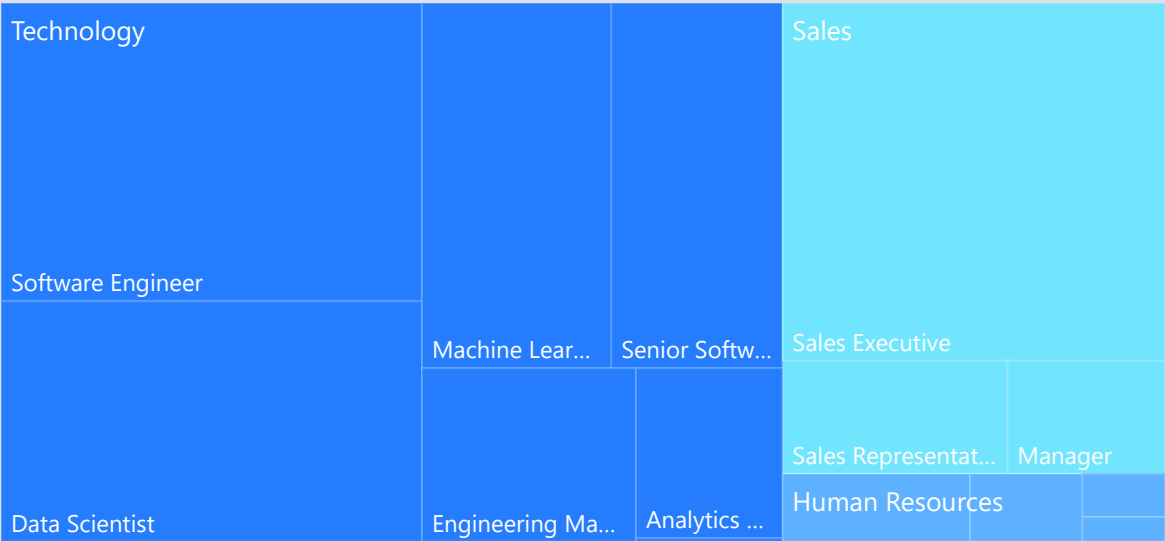 Technology
Software Engineer
Data Scientist
Machine Lear...
Senior Softw...
Engineering Ma...
Analytics ...
Sales
Sales Executive
Sales Representat...
Manager
Human Resources